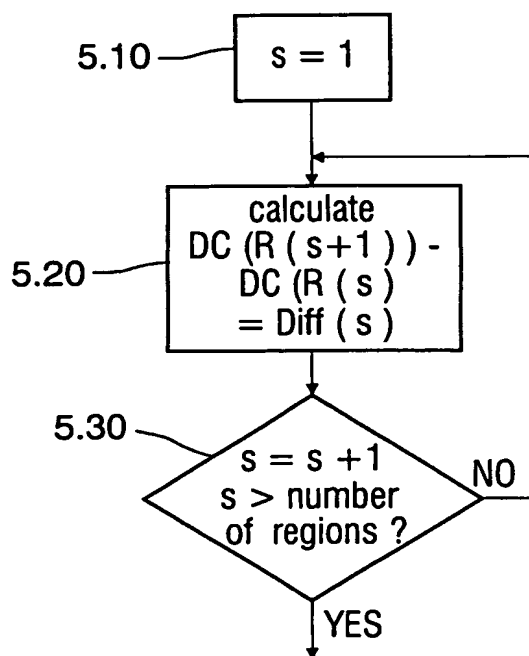 5.10
s = 1
calculate
DC (R ( s+1 ) ) -
5.20
DC (R ( s )
= Diff ( s )
5.30
s = s +1
s > number
of regions ?
NO
YES